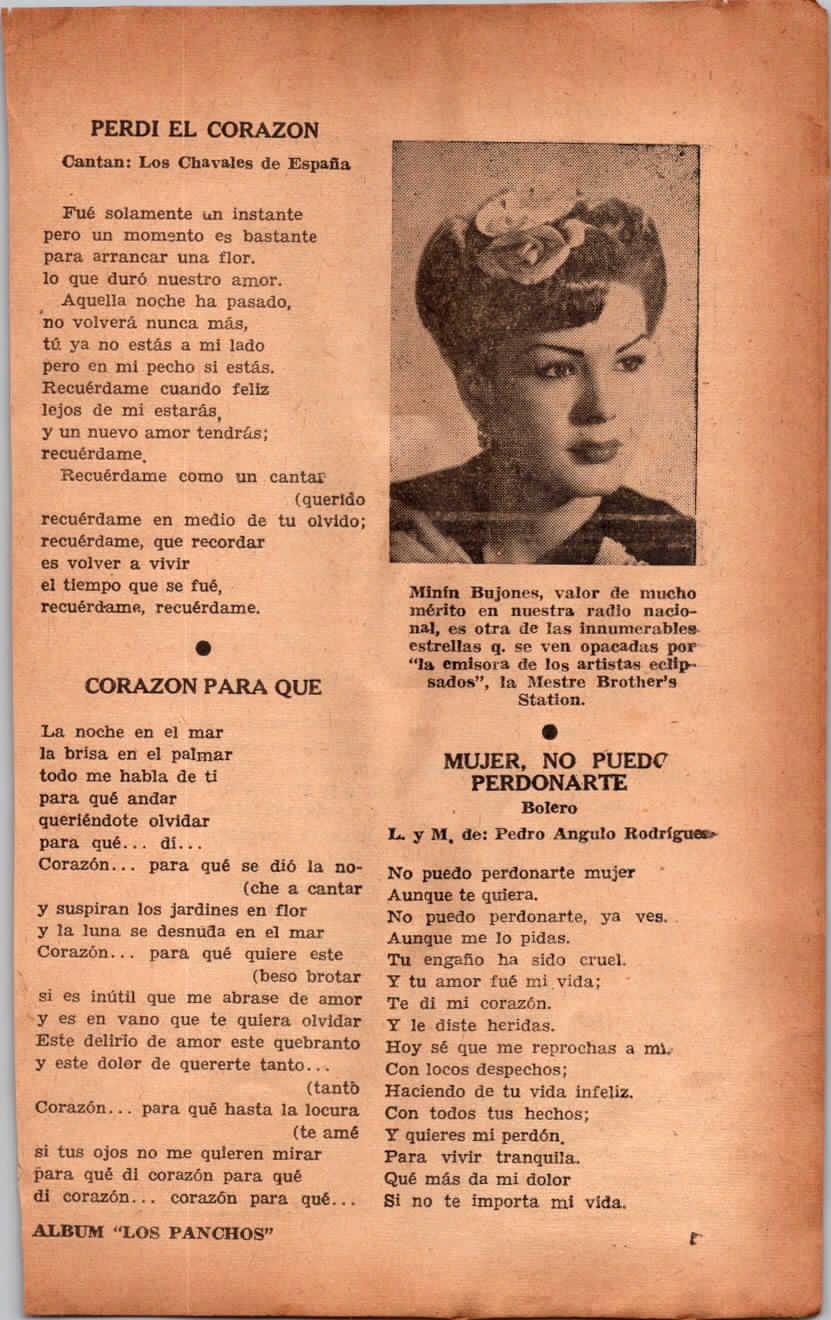 PERDI EL CORAZON
Cantan: Los Chavales de España
Fué solamente un instante
pero un momento es bastante
para arrancar una flor.
lo que duró nuestro amor.
Aquella noche ha pasado,
no volverá nunca más,
tú ya no estás a mi lado
pero en mi pecho si estás.
Recuérdame cuando feliz
lejos de mi estarás,
y un nuevo amor tendrás;
recuérdame,
Recuérdame como un cantar
(querido
recuérdame en medio de tu olvido;
recuérdame, que recordar
es volver a vivir
el tiempo que se fué,
recuérdame, recuérdame.
CORAZON PARA QUE
La noche en el mar
la brisa en el palmar
todo me habla de ti
para qué andar
queriéndote olvidar
para qué... di...
Corazón... para qué se dió la no-
(che a cantar
y suspiran los jardines en flor
y la luna se desnuda en el mar
Corazón... para qué quiere este
(beso brotar
si es inútil que me abrase de amor
y es en vano que te quiera olvidar
Este delirio de amor este quebranto
y este dolor de quererte tanto...
(tanto
Corazón... para qué hasta la locura
(te amé
si tus ojos no me quieren mirar
para qué di corazón para qué
di corazón... corazón para qué...
ALBUM "LOS PANCHOS"
Minín Bujones, valor de mucho
mérito en nuestra radio nacio-
nal, es otra de las innumerables
estrellas q. se ven opacadas por
"la emisora de los artistas eclip-
sados", la Mestre Brother's
Station.
MUJER, NO PUEDO
PERDONARTE
Bolero
L. y M. de: Pedro Angulo Rodríguez
No puedo perdonarte mujer
Aunque te quiera.
No puedo perdonarte, ya ves.
Aunque me lo pidas.
Tu engaño ha sido cruel.
Y tu amor fué mi vida;
Te di mi corazón.
Y le diste heridas.
Hoy sé que me reprochas a mi.
Con locos despechos;
Haciendo de tu vida infeliz.
Con todos tus hechos;
Y quieres mi perdón,
Para vivir tranquila.
Qué más da mi dolor
Si no te importa mi vida.